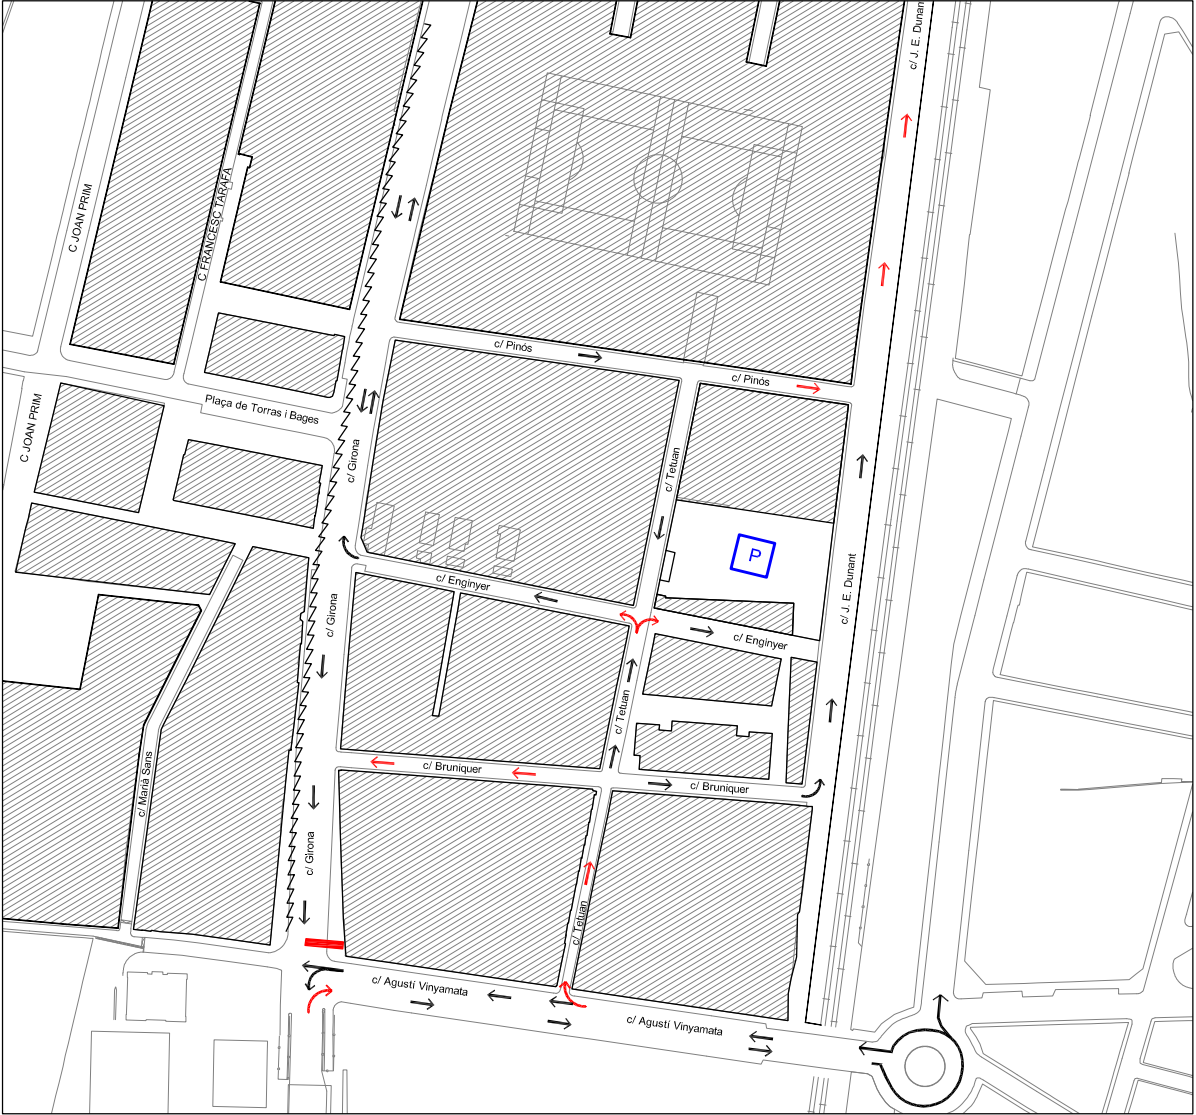 c/ J. E. Dunant
C JOAN PRIM
C FRANCESC TARAFA
c/ Pinós
c/ Pinós
Plaça de Torras i Bages
C JOAN PRIM
c/ Girona
c/ Tetuan
P
c/ Enginyer
c/ J. E. Dunant
c/ Girona
c/ Enginyer
c/ Tetuan
c/ Marià Sans
c/ Bruniquer
c/ Bruniquer
c/ Girona
c/ Tetuan
c/ Agustí Vinyamata
c/ Agustí Vinyamata